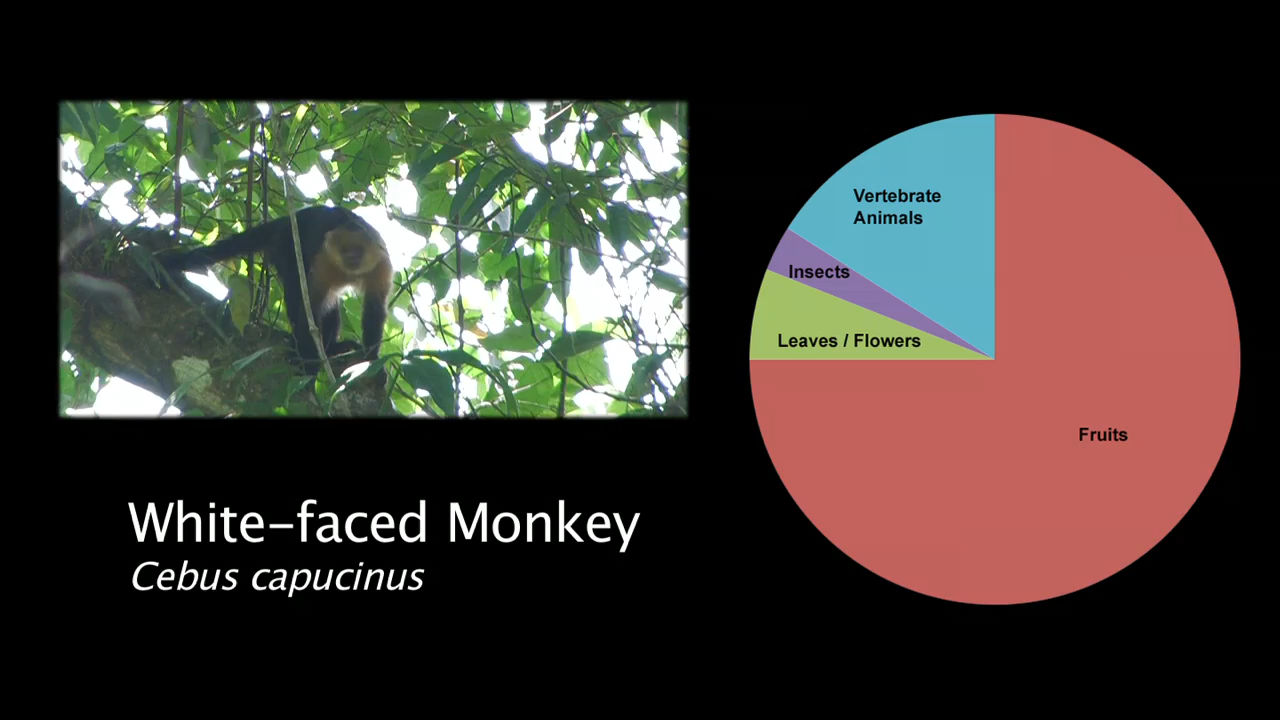 White-faced Monkey
Cebus capucinus
Vertebrate
Animals
Insects
Leaves / Flowers
Fruits